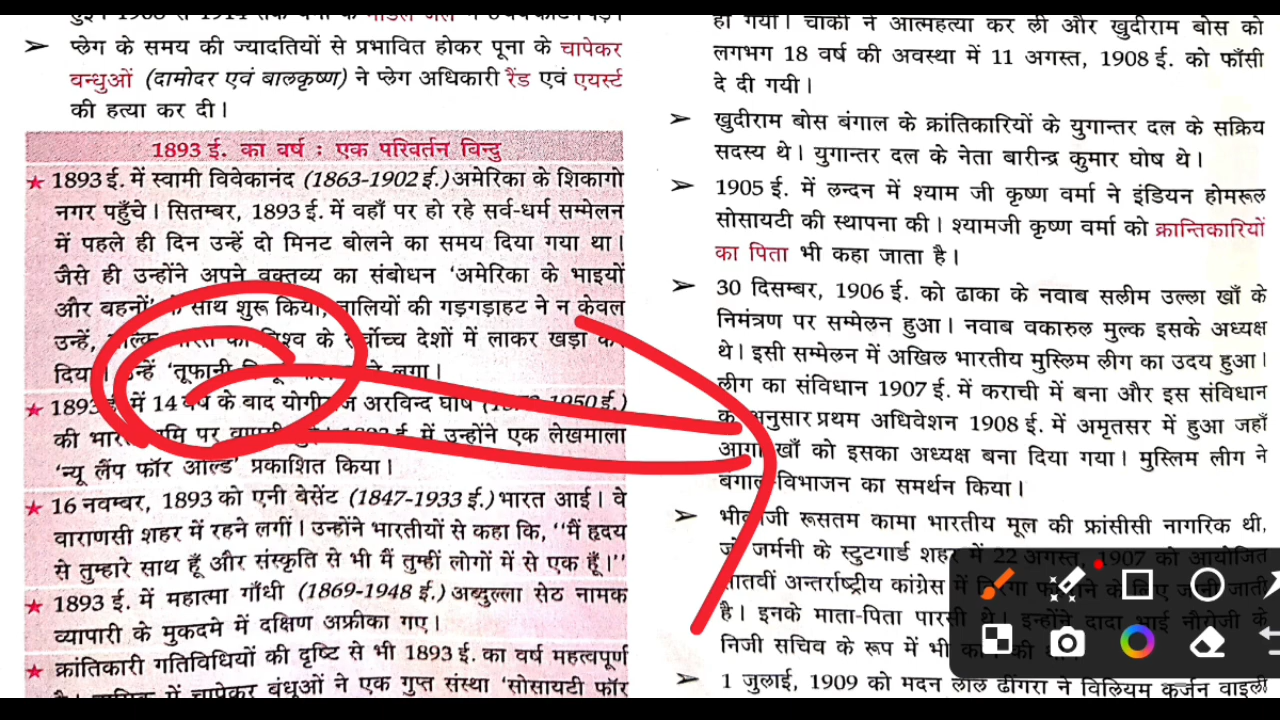 प्लेग के समय की ज्यादतियों से प्रभावित होकर पूना के चापेकर
बन्धुओं (दामोदर एवं बालकृष्ण) ने प्लेग अधिकारी रैंड एवं एयर्स्ट
की हत्या कर दी।
1893 ई. का वर्ष : एक परिवर्तन विन्दु
1893 ई. में स्वामी विवेकानंद (1863-1902 ई.) अमेरिका के शिकागो
नगर पहुँचे। सितम्बर, 1893 ई. में वहाँ पर हो रहे सर्व-धर्म सम्मेलन
में पहले ही दिन उन्हें दो मिनट बोलने का समय दिया गया था।
जैसे ही उन्होंने अपने वक्तव्य का संबोधन 'अमेरिका के भाइयों
और बहनों' के साथ शुरू किया, तालियों की गड़गड़ाहट ने न केवल
उन्हें, भारत को विश्व के सर्वोच्च देशों में लाकर खड़ा कर
दिया। उन्हें 'तूफानी लगा।
1893 ई. में 14 वर्ष के बाद योगीराज अरविन्द घोष 1950 ई.)
की भारत भूमि पर में उन्होंने एक लेखमाला
'न्यू लैंप फॉर ओल्ड' प्रकाशित किया।
16 नवम्बर, 1893 को एनी बेसेंट (1847-1933 ई.) भारत आई। वे
वाराणसी शहर में रहने लगीं। उन्होंने भारतीयों से कहा कि, "मैं हृदय
से तुम्हारे साथ हूँ और संस्कृति से भी मैं तुम्हीं लोगों में से एक हूँ।"
1893 ई. में महात्मा गाँधी (1869-1948 ई.) अब्दुल्ला सेठ नामक
व्यापारी के मुकदमे में दक्षिण अफ्रीका गए।
क्रांतिकारी गतिविधियों की दृष्टि से भी 1893 ई. का वर्ष महत्वपूर्ण
में चापेकर बंधुओं ने एक गुप्त संस्था 'सोसायटी फॉर
हो गया। चाकी ने आत्महत्या कर ली और खुदीराम बोस को
लगभग 18 वर्ष की अवस्था में 11 अगस्त, 1908 ई. को फाँसी
दे दी गयी।
खुदीराम बोस बंगाल के क्रांतिकारियों के युगान्तर दल के सक्रिय
सदस्य थे। युगान्तर दल के नेता बारीन्द्र कुमार घोष थे।
1905 ई. में लन्दन में श्याम जी कृष्ण वर्मा ने इंडियन होमरूल
सोसायटी की स्थापना की। श्यामजी कृष्ण वर्मा को क्रान्तिकारियों
का पिता भी कहा जाता है।
30 दिसम्बर, 1906 ई. को ढाका के नवाब सलीम उल्ला खाँ के
निमंत्रण पर सम्मेलन हुआ। नवाब वकारुल मुल्क इसके अध्यक्ष
थे। इसी सम्मेलन में अखिल भारतीय मुस्लिम लीग का उदय हुआ।
लीग का संविधान 1907 ई. में कराची में बना और इस संविधान
के अनुसार प्रथम अधिवेशन 1908 ई. में अमृतसर में हुआ जहाँ
आगा खाँ को इसका अध्यक्ष बना दिया गया। मुस्लिम लीग ने
बंगाल-विभाजन का समर्थन किया।
भीकाजी रूसतम कामा भारतीय मूल की फ्रांसीसी नागरिक थी,
जो जर्मनी के स्टुटगार्ड शहर में 22 अगस्त, 1907 को आयोजित
सातवीं अन्तर्राष्ट्रीय कांग्रेस में तिरंगा के लिए जानी जाती
है। इनके माता-पिता पारसी थे। इन्होंने दादा भाई नौरोजी के
निजी सचिव के रूप में भी
1 जुलाई, 1909 को मदन लाल ढींगरा ने विलियम कर्जन वाइली